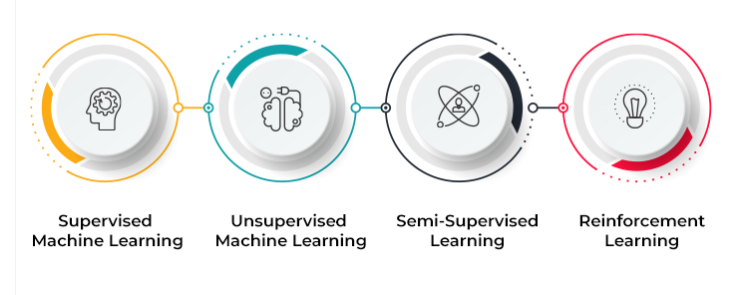 Supervised
Machine Learning
Unsupervised
Machine Learning
Semi-Supervised
Learning
Reinforcement
Learning